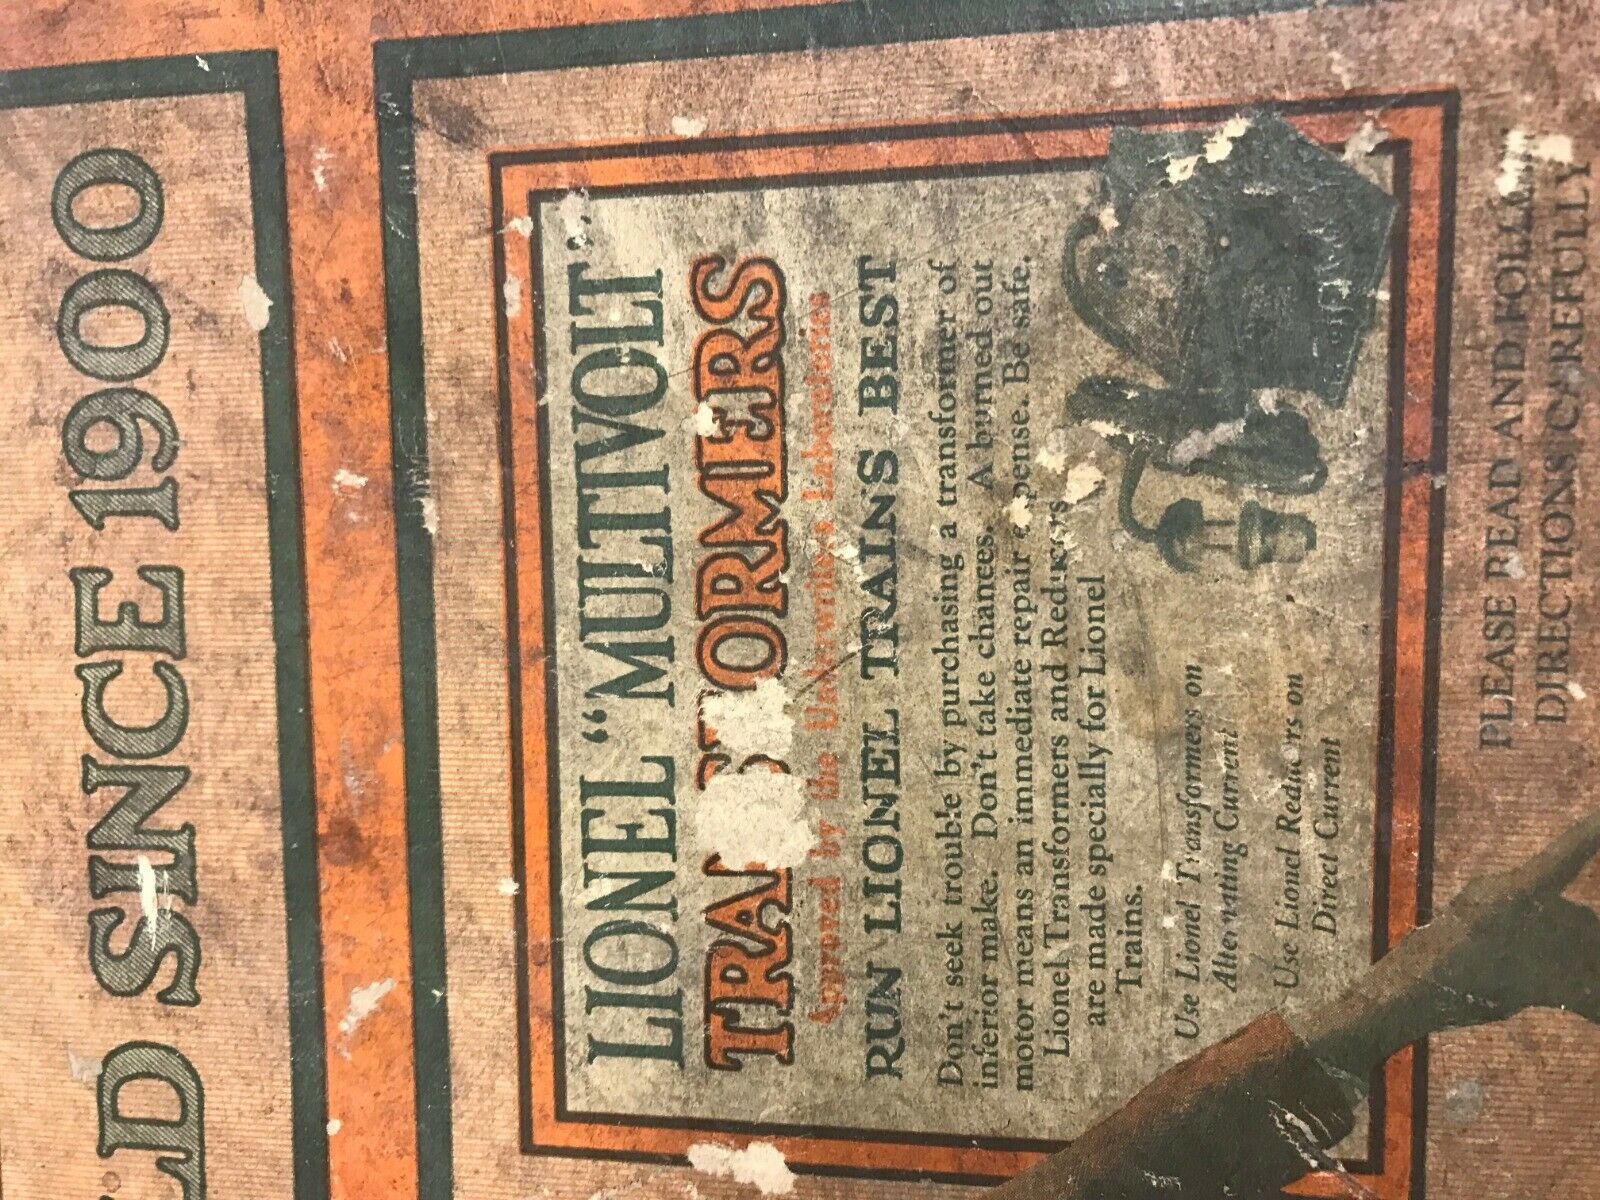 LD SINCE 1900
LIONEL "MULTIVOLT"
Approved by the Underwriters Laboratories
RUN LIONEL TRAINS BEST
Don't seek trouble by purchasing a transformer of
inferior make. Don't take chances. A burned out
motor means an immediate repair expense. Be safe.
Lionel Transformers and Reducers
are made specially for Lionel
Trains.
Use Lionel Transformers on
Alternating Current
Use Lionel Reducers on
Direct Current
PLEASE READ AND FOLLOW
DIRECTIONS CAREFULLY